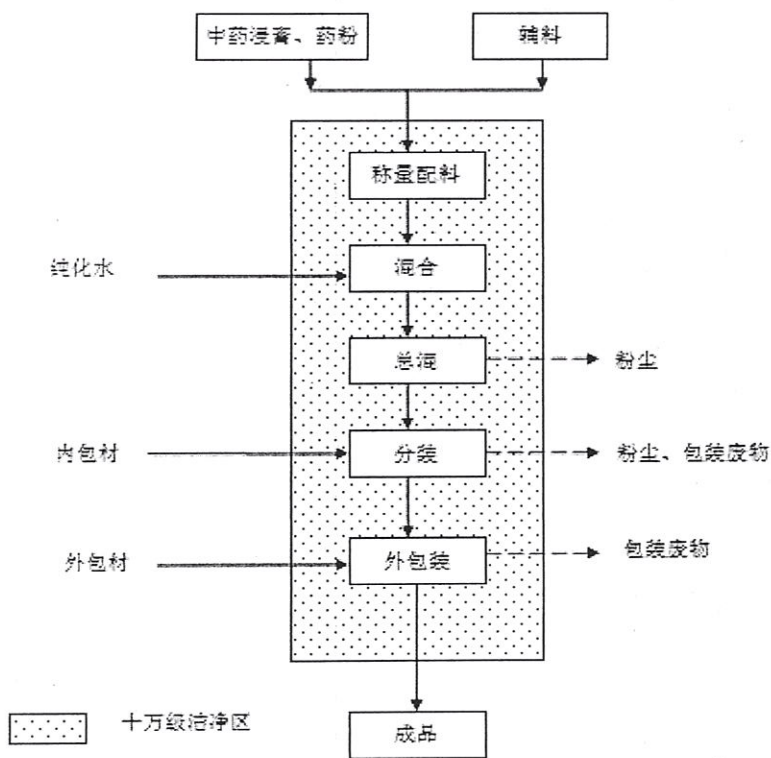 中药浸膏、药粉
辅料
称量配料
纯化水
混合
总混
粉尘
内包材
分装
粉尘、包装废物
外包材
外包装
包装废物
十万级洁净区
成品